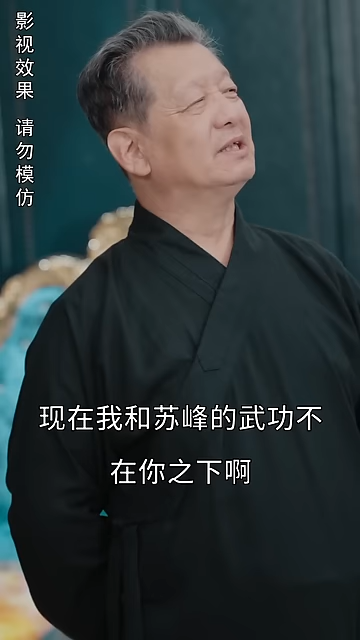 影视效果 请勿模仿
现在我和苏峰的武功不
在你之下啊